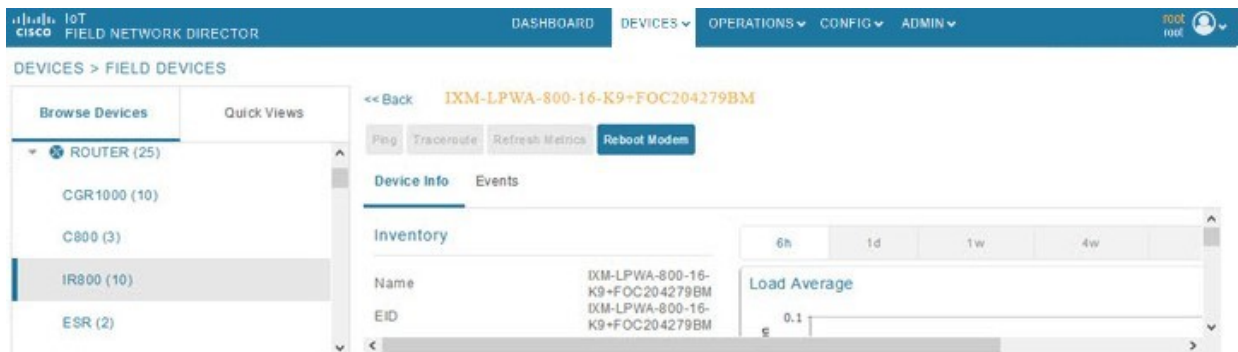 IoT
CISCO FIELD NETWORK DIRECTOR
DASHBOARD DEVICES OPERATIONS CONFIG ADMIN
root
root
DEVICES > FIELD DEVICES
Browse Devices Quick Views
ROUTER (25)
CGR1000 (10)
C800 (3)
IR800 (10)
ESR (2)
<< Back IXM-LPWA-800-16-K9+FOC204279BM
Ping Traceroute Refresh Metrics Reboot Modem
Device Info Events
Inventory
Name IXM-LPWA-800-16-
K9+FOC204279BM
EID IXM-LPWA-800-16-
K9+FOC204279BM
6h 1d 1w 4w
Load Average
0.1